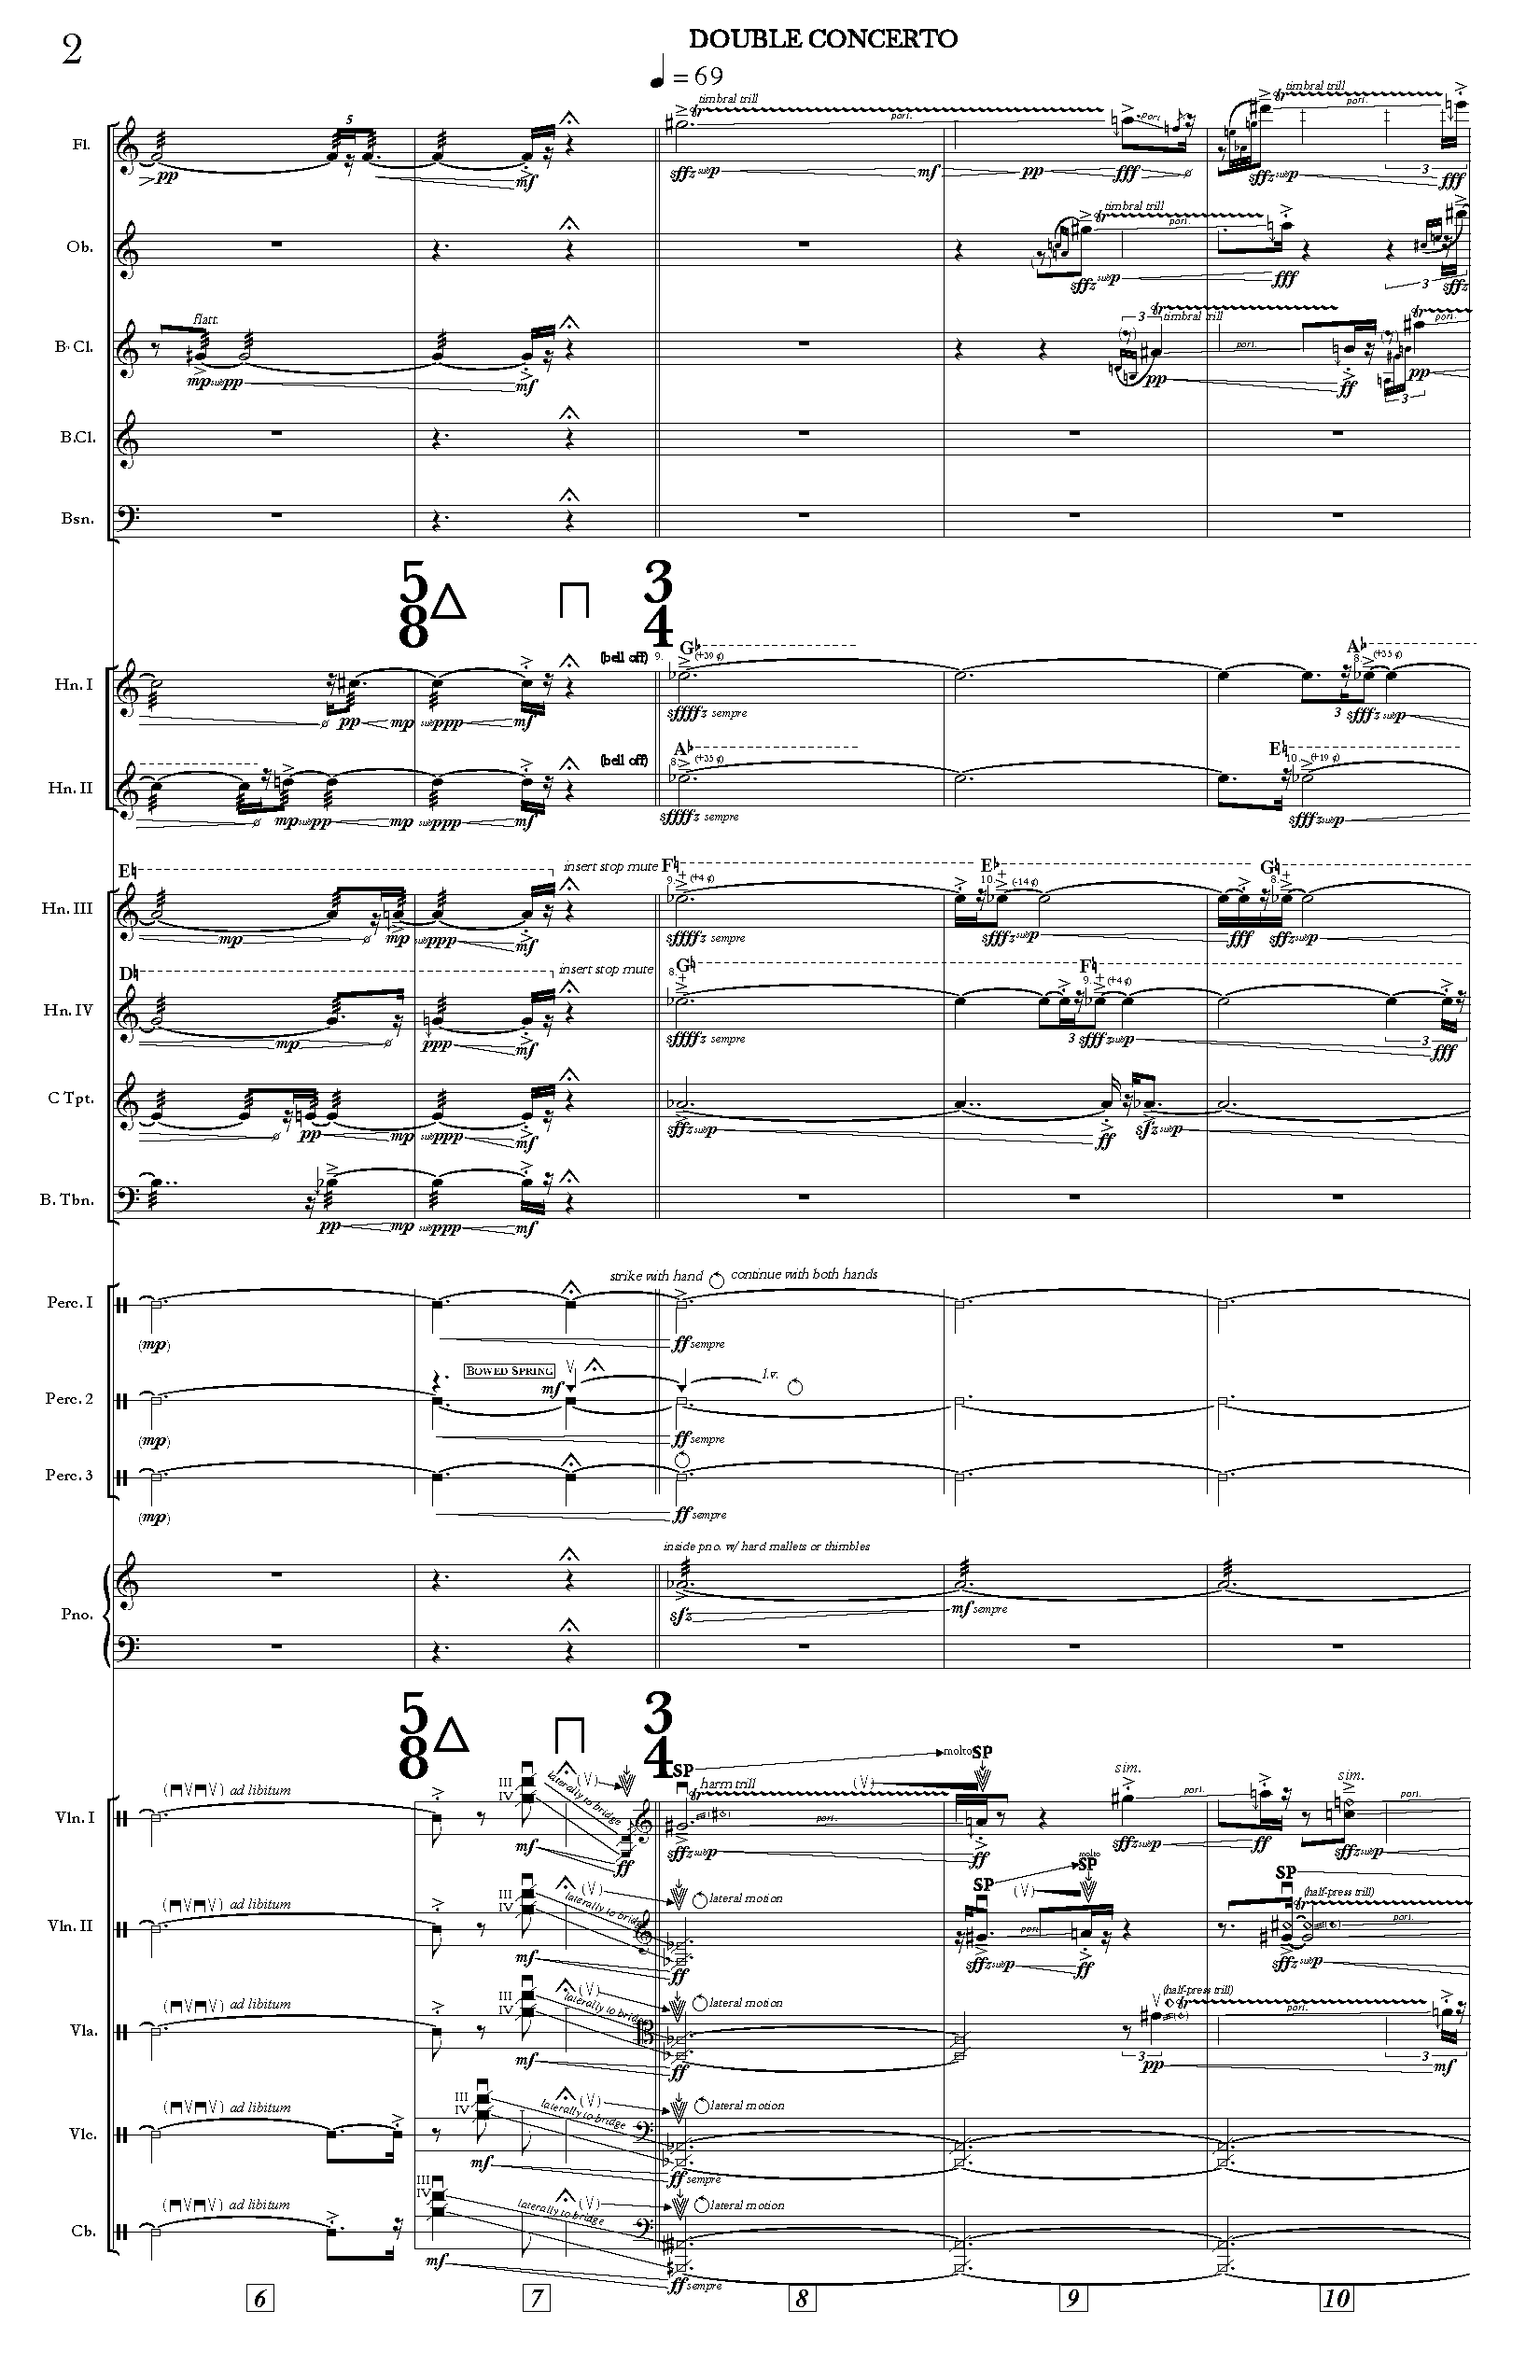 2
DOUBLE CONCERTO
= 69
timbral trill
timbral trill
port.
port.
port.
5
Fl.
>pp
mf
sffz subp
mf
pp
fff
ø
sffz subp
3
fff
timbral trill
port.
Ob.
sffz subp
fff
3
sffz
flatt.
3
timbral trill
port.
port.
B♭ Cl.
mp subpp
mf
pp
ff
3
pp
B.Cl.
Bsn.
5
8
3
4
(bell off)
9.
G♭
(+39 ¢)
A♭
8.
(+35 ¢)
Hn. I
ø
pp
mp
subppp
mf
sffffz sempre
3
sfffz subp
(bell off)
A♭
8.
(+35 ¢)
E♮
10.
(+19 ¢)
Hn. II
ø
mp subpp
mp
subppp
mf
sffffz sempre
sfffz subp
E♮
insert stop mute
F♮
9.
+
(+4 ¢)
E♭
10.
+
(-14 ¢)
G♮
8.
+
Hn. III
mp
ø
mp
subppp
mf
sffffz sempre
sfffz subp
fff
sffz subp
D♮
insert stop mute
G♮
8.
+
F♮
9.
+
(+4 ¢)
Hn. IV
mp
ø
ppp
mf
sffffz sempre
3
sfffz subp
3
fff
C Tpt.
ø
pp
mp
subppp
mf
sffz subp
ff
sfz subp
B. Tbn.
pp
mp
subppp
mf
strike with hand
continue with both hands
Perc. I
(mp)
ff sempre
BOWED SPRING
V
mf
l.v.
Perc. 2
(mp)
ff sempre
Perc. 3
(mp)
ff sempre
inside pno. w/ hard mallets or thimbles
sfz
mf sempre
Pno.
5
8
3
4
ad libitum
III
IV
(V)
laterally to bridge
SP
harm trill
(V)
molto SP
port.
sim.
port.
sim.
port.
Vln. I
mf
ff
sffz subp
ff
sffz subp
ff
sffz subp
ad libitum
III
IV
(V)
laterally to bridge
lateral motion
SP
(V)
molto
SP
port.
SP
(half-press trill)
port.
Vln. II
mf
ff
sffz subp
ff
sffz subp
ad libitum
III
IV
(V)
laterally to bridge
lateral motion
V
(half-press trill)
port.
Vla.
mf
ff
3
pp
3
mf
ad libitum
III
IV
(V)
laterally to bridge
lateral motion
Vlc.
mf
ff sempre
ad libitum
III
IV
(V)
laterally to bridge
lateral motion
Cb.
mf
ff sempre
6
7
8
9
10